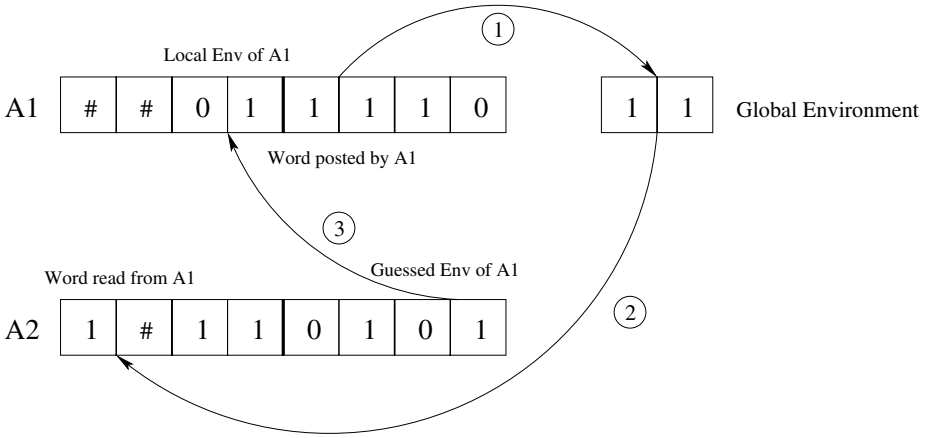 1
Local Env of A1
A1 # # 0 1 1 1 1 0 1 1 Global Environment
Word posted by A1
3
Word read from A1 Guessed Env of A1
2
A2 1 # 1 1 0 1 0 1